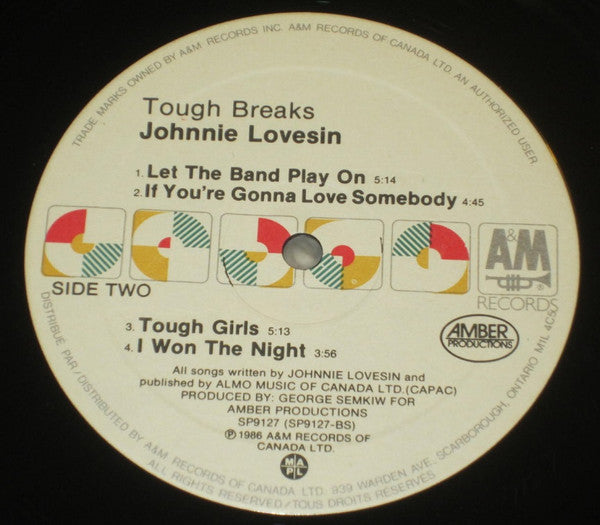 TRADE MARKS OWNED BY A&M RECORDS INC. A&M RECORDS OF CANADA LTD. AN AUTHORIZED USER.
Tough Breaks
Johnnie Lovesin
1. Let The Band Play On 5:14
2. If You're Gonna Love Somebody 4:45
A&M
®
RECORDS
SIDE TWO
3. Tough Girls 5:13
4. I Won The Night 3:56
AMBER
PRODUCTIONS
All songs written by JOHNNIE LOVESIN and
published by ALMO MUSIC OF CANADA LTD.(CAPAC)
PRODUCED BY: GEORGE SEMKIW FOR
AMBER PRODUCTIONS
SP9127 (SP9127-BS)
℗ 1986 A&M RECORDS OF
CANADA LTD.
M A P L
DISTRIBUÉ PAR / DISTRIBUTED BY A&M RECORDS OF CANADA LTD. 939 WARDEN AVE., SCARBOROUGH, ONTARIO M1L 4C5
ALL RIGHTS RESERVED / TOUS DROITS RÉSERVÉS